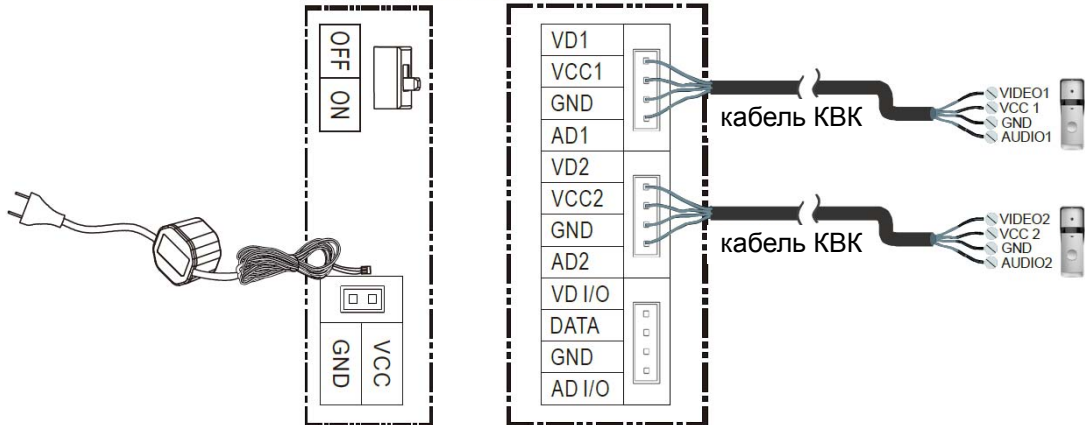 OFF
ON
GND
VCC
VD1
VCC1
GND
AD1
VD2
VCC2
GND
AD2
VD I/O
DATA
GND
AD I/O
кабель КВК
VIDEO1
VCC 1
GND
AUDIO1
кабель КВК
VIDEO2
VCC 2
GND
AUDIO2